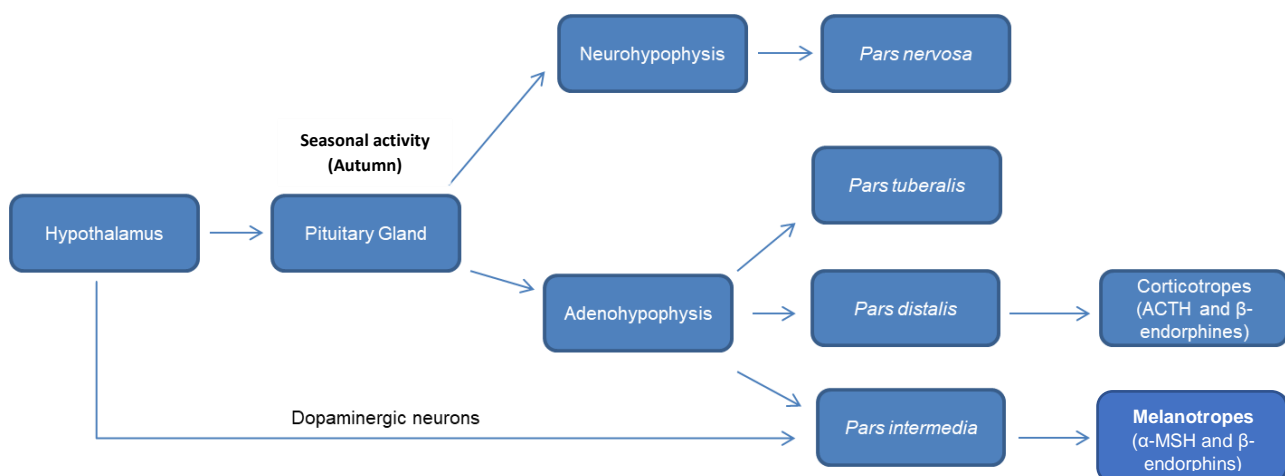 Neurohypophysis
Pars nervosa
Seasonal activity
(Autumn)
Pars tuberalis
Hypothalamus
Pituitary Gland
Adenohypophysis
Pars distalis
Corticotropes
(ACTH and β-
endorphines)
Dopaminergic neurons
Pars intermedia
Melanotropes
(α-MSH and β-
endorphins)